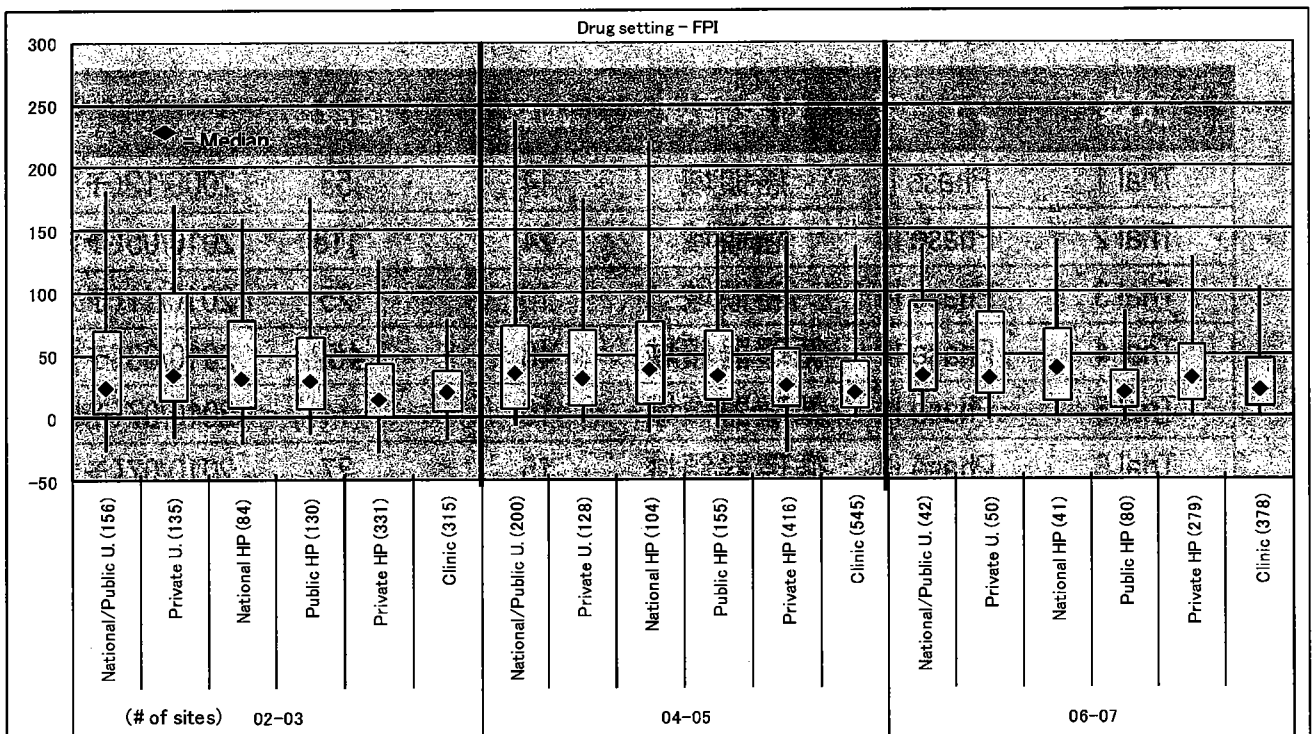 Drug setting - FPI
300
250
200
150
100
50
0
-50
= Median
National/Public U. (156)
Private U. (135)
National HP (84)
Public HP (130)
Private HP (331)
Clinic (315)
National/Public U. (200)
Private U. (128)
National HP (104)
Public HP (155)
Private HP (416)
Clinic (545)
National/Public U. (42)
Private U. (50)
National HP (41)
Public HP (80)
Private HP (279)
Clinic (378)
(# of sites) 02-03
04-05
06-07